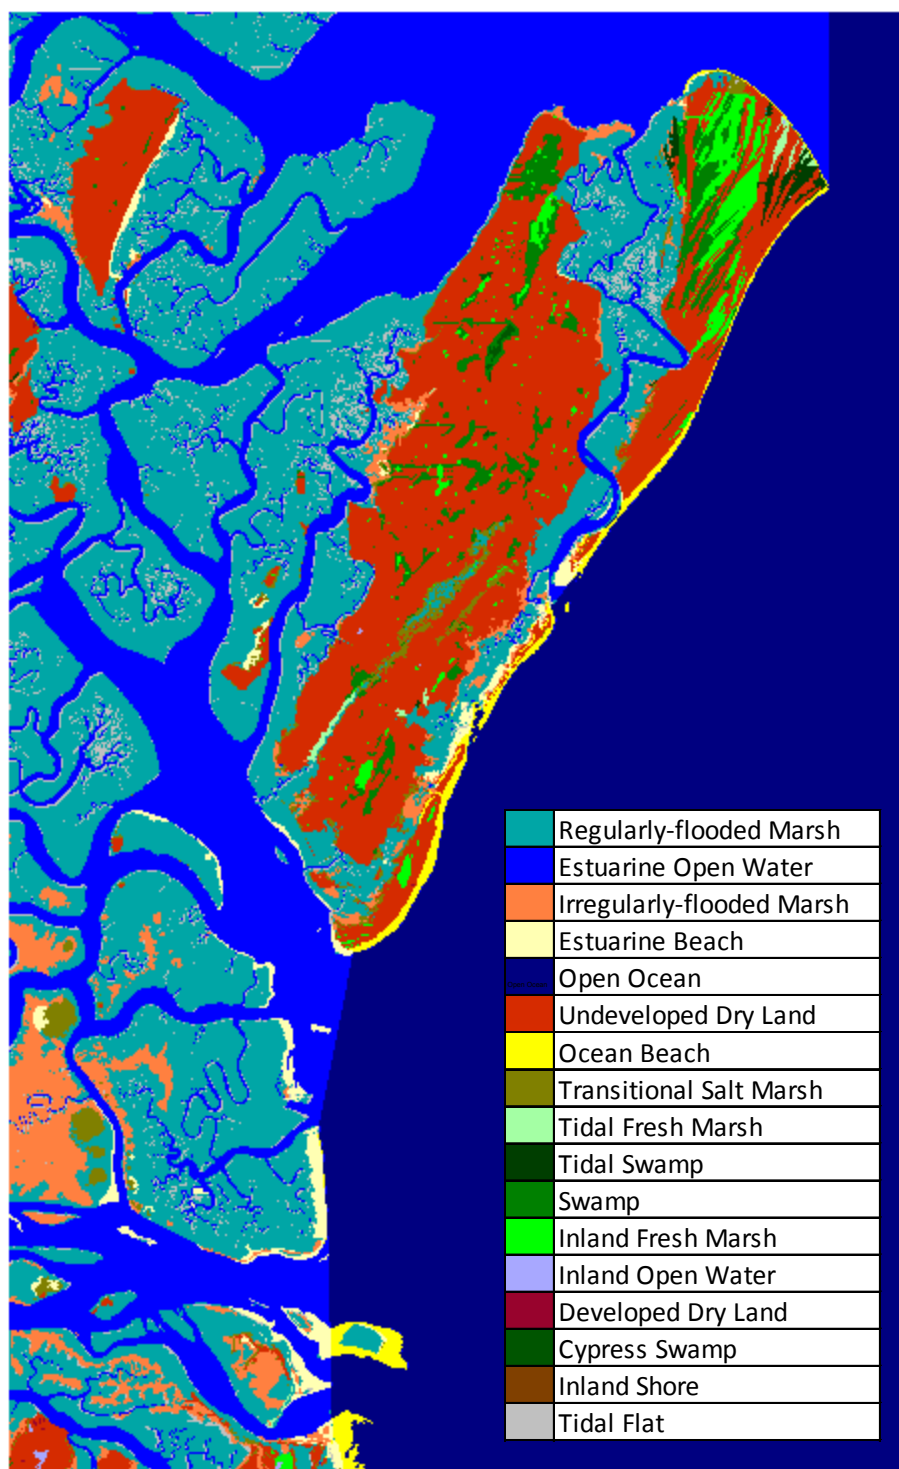 Regularly-flooded Marsh
Estuarine Open Water
Irregularly-flooded Marsh
Estuarine Beach
Open Ocean
Undeveloped Dry Land
Ocean Beach
Transitional Salt Marsh
Tidal Fresh Marsh
Tidal Swamp
Swamp
Inland Fresh Marsh
Inland Open Water
Developed Dry Land
Cypress Swamp
Inland Shore
Tidal Flat